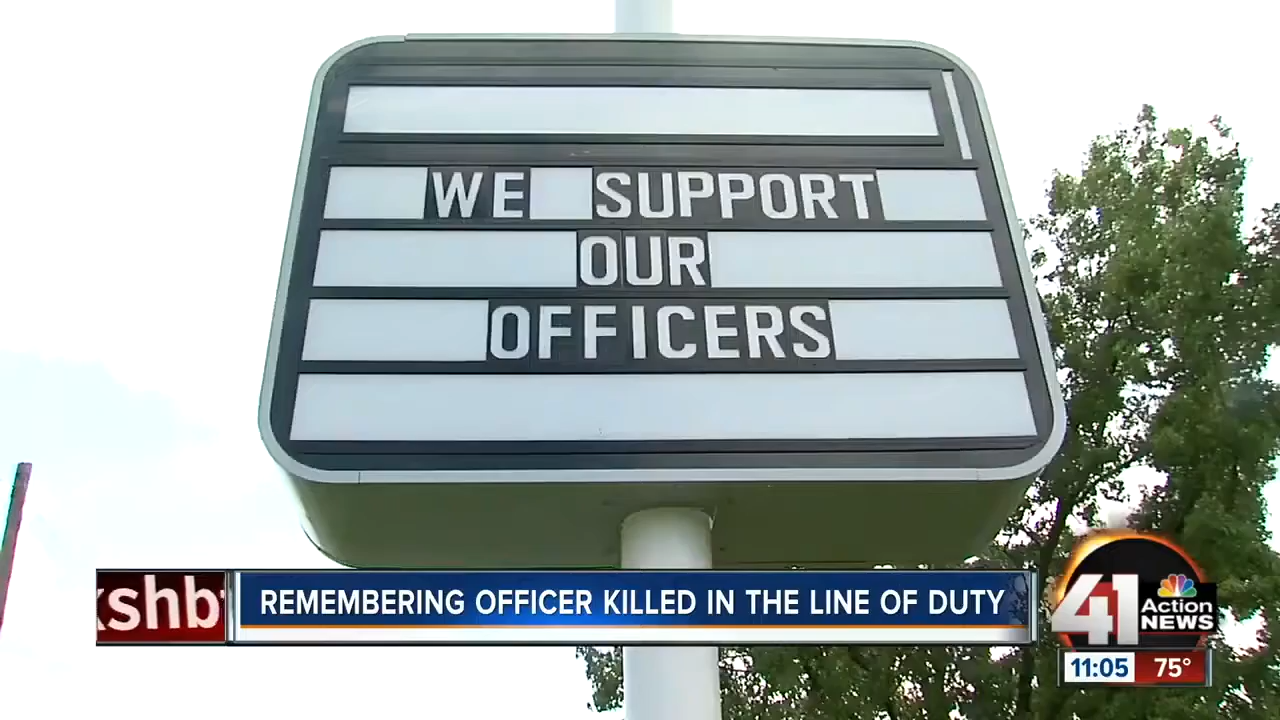 WE SUPPORT
OUR
OFFICERS
kshb
REMEMBERING OFFICER KILLED IN THE LINE OF DUTY
41 Action NEWS
11:05 75°